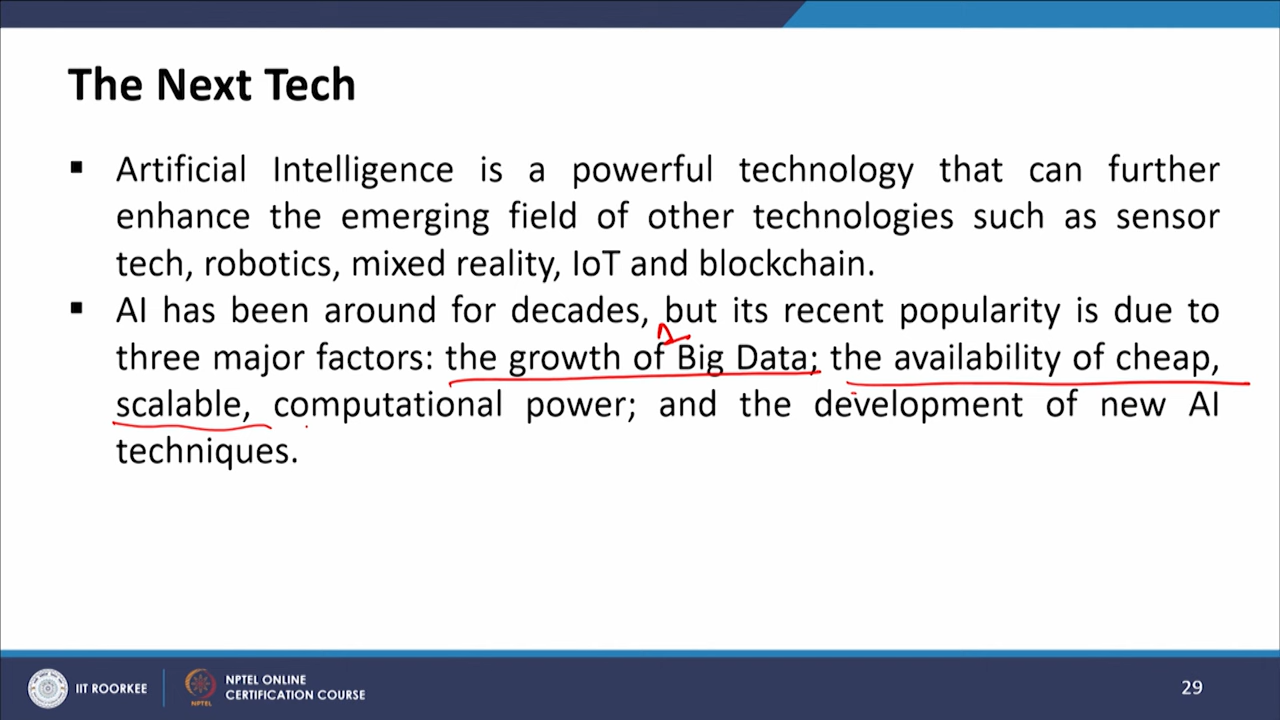 The Next Tech
▪ Artificial Intelligence is a powerful technology that can further
enhance the emerging field of other technologies such as sensor
tech, robotics, mixed reality, IoT and blockchain.
▪ AI has been around for decades, but its recent popularity is due to
three major factors: the growth of Big Data; the availability of cheap,
scalable, computational power; and the development of new AI
techniques.
IIT ROORKEE
NPTEL
NPTEL ONLINE
CERTIFICATION COURSE
29